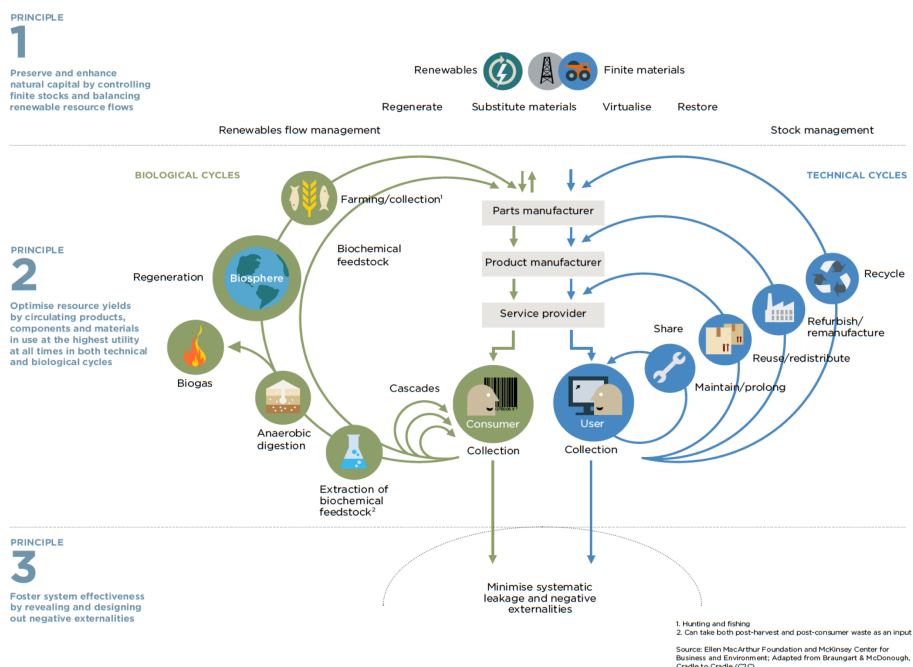 PRINCIPLE
1
Preserve and enhance
natural capital by controlling
finite stocks and balancing
renewable resource flows
Renewables
Finite materials
Regenerate
Substitute materials
Virtualise
Restore
Renewables flow management
Stock management
BIOLOGICAL CYCLES
TECHNICAL CYCLES
PRINCIPLE
2
Optimise resource yields
by circulating products,
components and materials
in use at the highest utility
at all times in both technical
and biological cycles
Farming/collection¹
Biochemical
feedstock
Regeneration
Biosphere
Biogas
Anaerobic
digestion
Extraction of
biochemical
feedstock²
Cascades
Parts manufacturer
Product manufacturer
Service provider
Consumer
Collection
User
Collection
Share
Maintain/prolong
Reuse/redistribute
Refurbish/
remanufacture
Recycle
PRINCIPLE
3
Foster system effectiveness
by revealing and designing
out negative externalities
Minimise systematic
leakage and negative
externalities
1. Hunting and fishing
2. Can take both post-harvest and post-consumer waste as an input
Source: Ellen MacArthur Foundation and McKinsey Center for
Business and Environment; Adapted from Braungart & McDonough,
Cradle to Cradle (C2C)